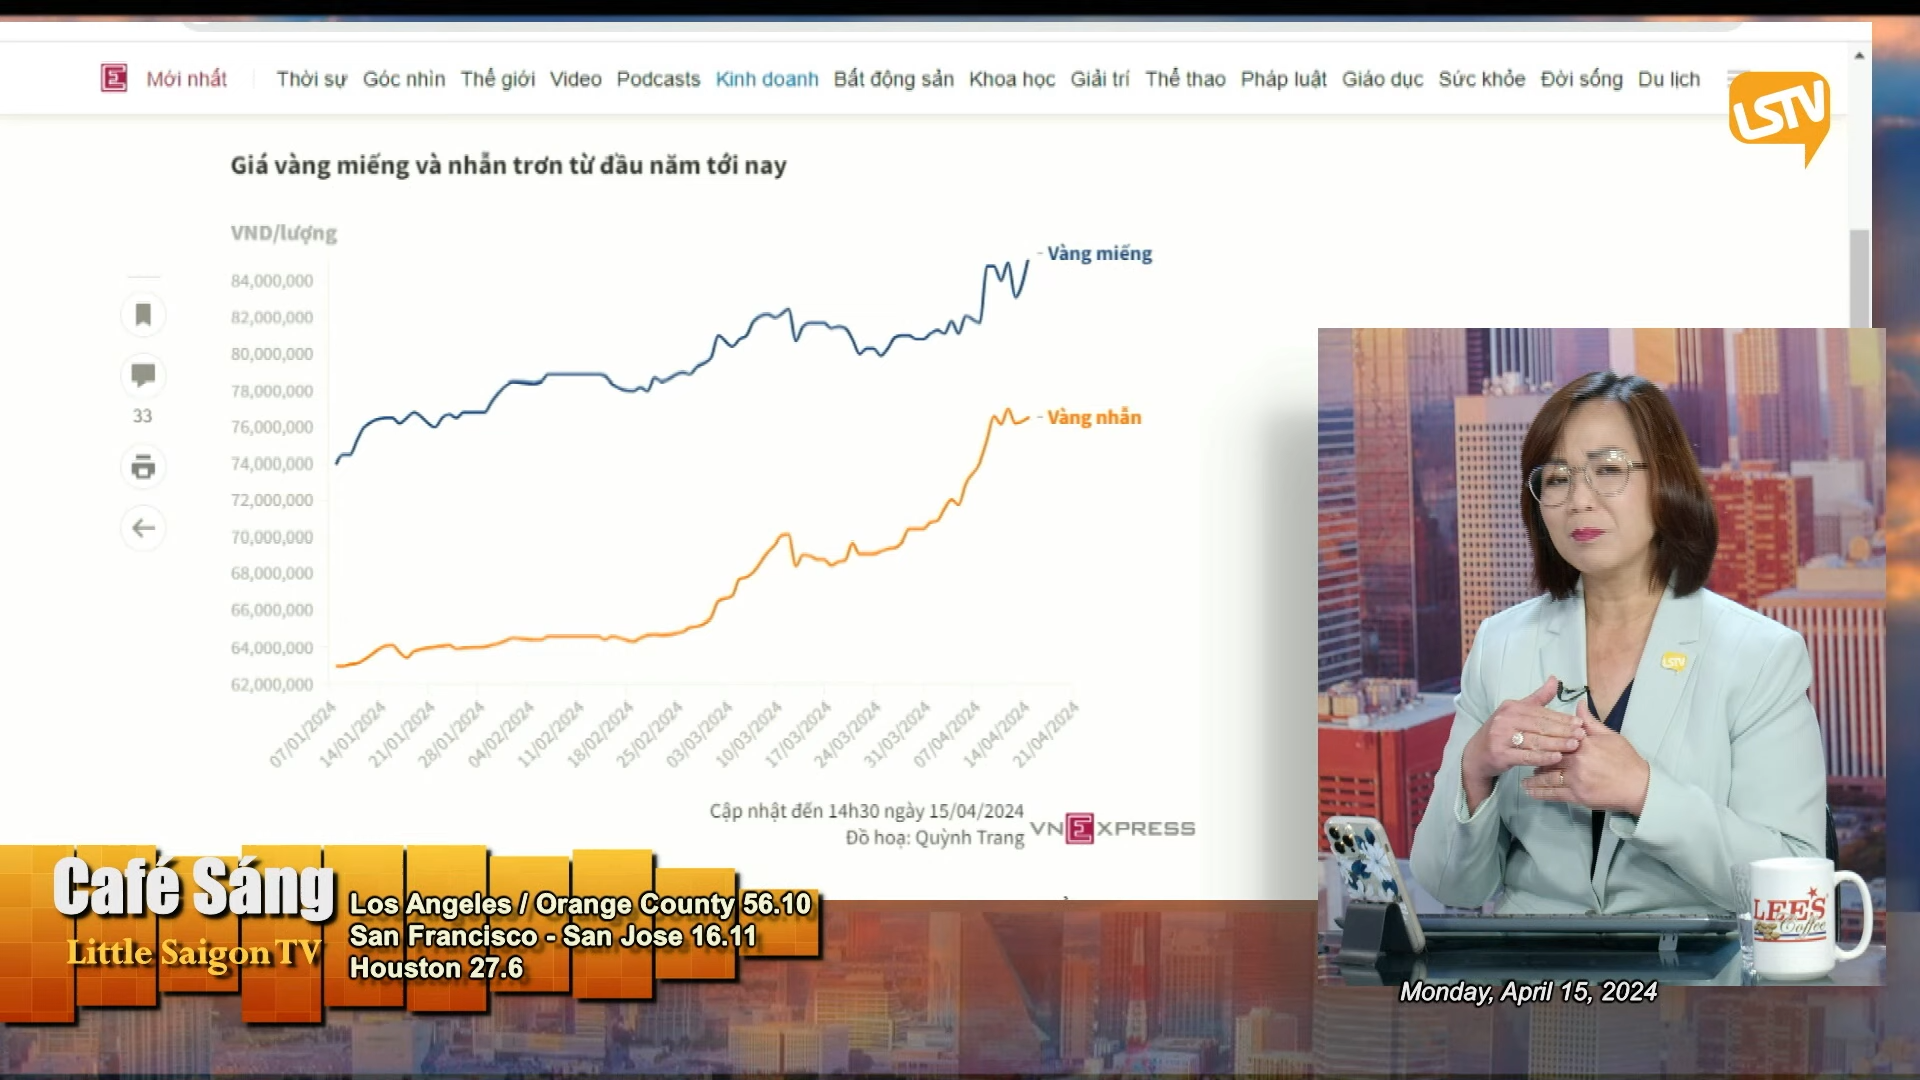 Mới nhất Thời sự Góc nhìn Thế giới Video Podcasts Kinh doanh Bất động sản Khoa học Giải trí Thể thao Pháp luật Giáo dục Sức khỏe Đời sống Du lịch
LSTV
Giá vàng miếng và nhẫn trơn từ đầu năm tới nay
VND/lượng
Vàng miếng
84,000,000
82,000,000
80,000,000
78,000,000
76,000,000
74,000,000
72,000,000
70,000,000
68,000,000
66,000,000
64,000,000
62,000,000
Vàng nhẫn
33
07/01/2024
14/01/2024
21/01/2024
28/01/2024
04/02/2024
11/02/2024
18/02/2024
25/02/2024
03/03/2024
10/03/2024
17/03/2024
24/03/2024
31/03/2024
07/04/2024
14/04/2024
21/04/2024
Cập nhật đến 14h30 ngày 15/04/2024
Đồ hoạ: Quỳnh Trang
VNEXPRESS
Café Sáng
Little Saigon TV
Los Angeles / Orange County 56.10
San Francisco - San Jose 16.11
Houston 27.6
LSTV
LEE'S
Coffee
Monday, April 15, 2024